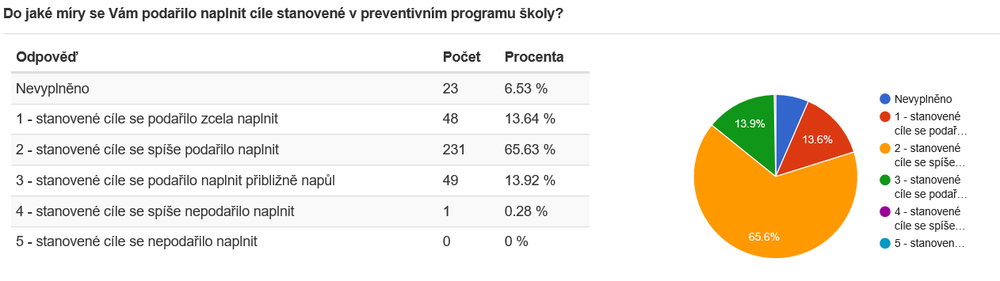 Do jaké míry se Vám podařilo naplnit cíle stanovené v preventivním programu školy?
Odpověď Počet Procenta
Nevyplněno 23 6.53 %
1 - stanovené cíle se podařilo zcela naplnit 48 13.64 %
2 - stanovené cíle se spíše podařilo naplnit 231 65.63 %
3 - stanovené cíle se podařilo naplnit přibližně napůl 49 13.92 %
4 - stanovené cíle se spíše nepodařilo naplnit 1 0.28 %
5 - stanovené cíle se nepodařilo naplnit 0 0 %
13.9%
13.6%
65.6%
Nevyplněno
1 - stanovené
cíle se podař…
2 - stanovené
cíle se spíše…
3 - stanovené
cíle se podař…
4 - stanovené
cíle se spíše…
5 - stanoven…